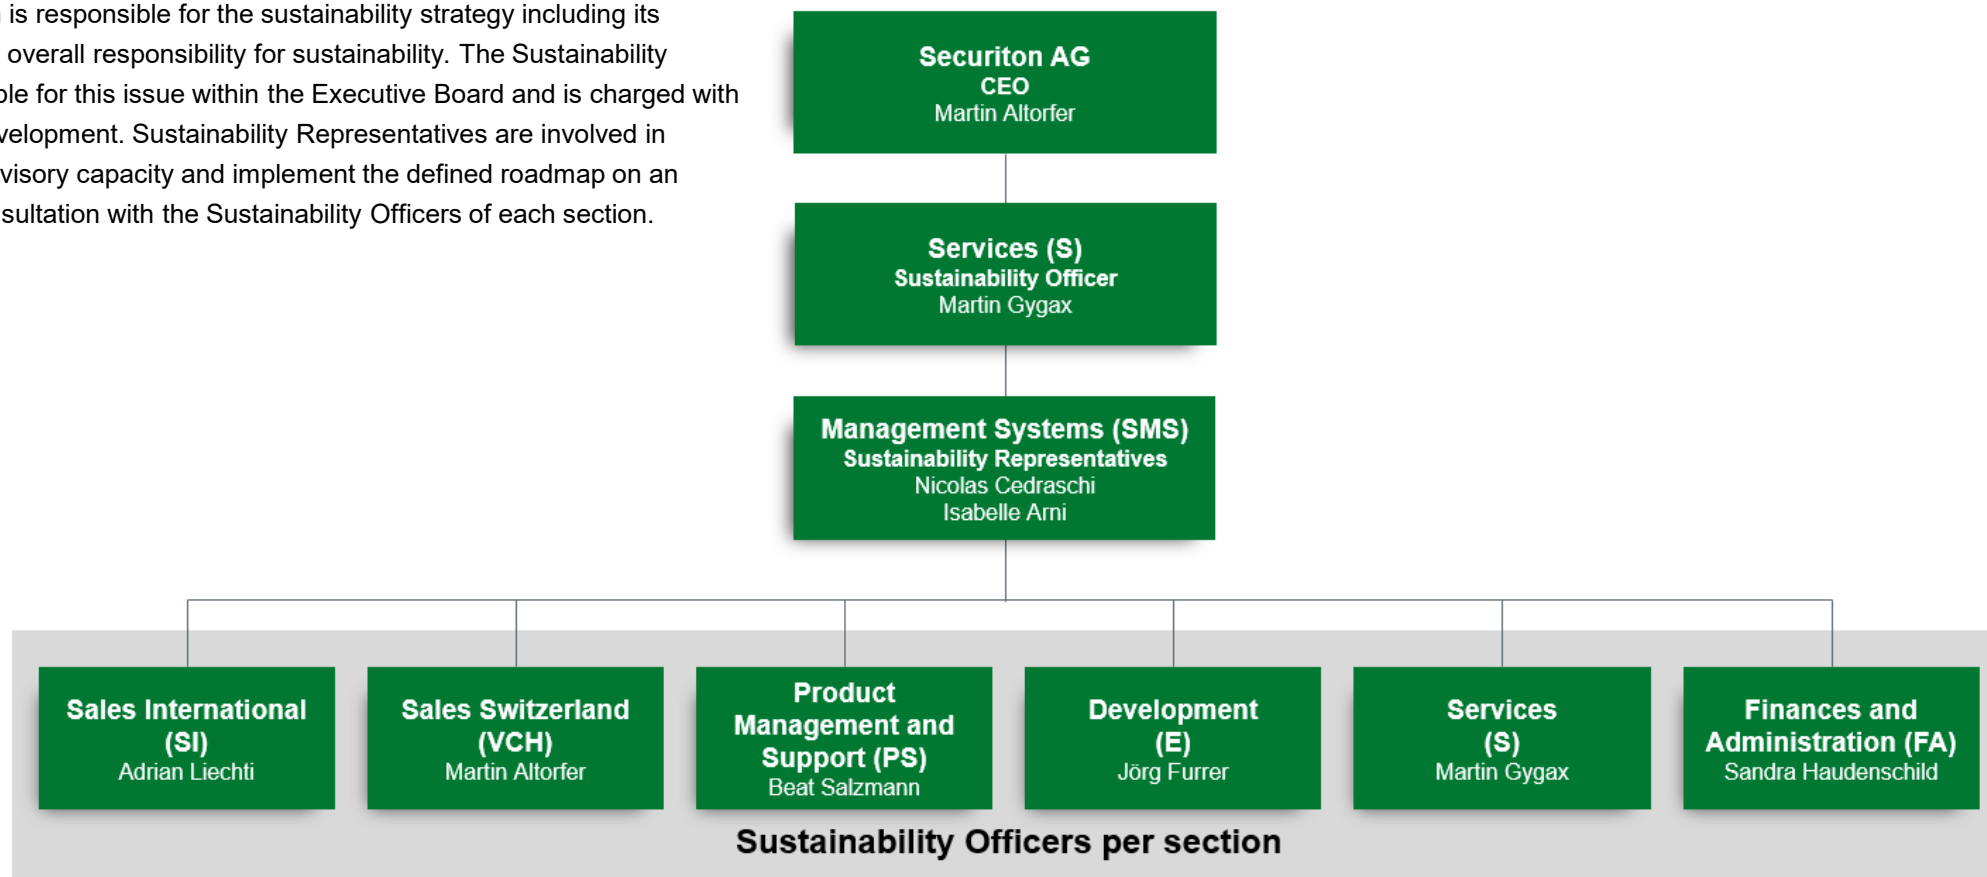 is responsible for the sustainability strategy including its
overall responsibility for sustainability. The Sustainability
for this issue within the Executive Board and is charged with
Sustainability Representatives are involved in
capacity and implement the defined roadmap on an
with the Sustainability Officers of each section.
Securiton AG
CEO
Martin Altorfer
Services (S)
Sustainability Officer
Martin Gygax
Management Systems (SMS)
Sustainability Representatives
Nicolas Cedraschi
Isabelle Arni
Sales International
(SI)
Adrian Liechti
Sales Switzerland
(VCH)
Martin Altorfer
Product
Management and
Support (PS)
Beat Salzmann
Development
(E)
Jörg Furrer
Services
(S)
Martin Gygax
Finances and
Administration (FA)
Sandra Haudenschild
Sustainability Officers per section